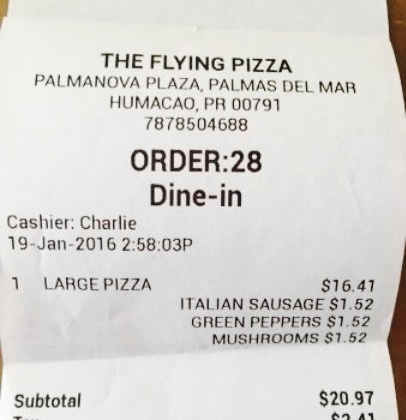 THE FLYING PIZZA
PALMANOVA PLAZA, PALMAS DEL MAR
HUMACAO, PR 00791
7878504688
ORDER:28
Dine-in
Cashier: Charlie
19-Jan-2016 2:58:03P
1 LARGE PIZZA $16.41
ITALIAN SAUSAGE $1.52
GREEN PEPPERS $1.52
MUSHROOMS $1.52
Subtotal $20.97